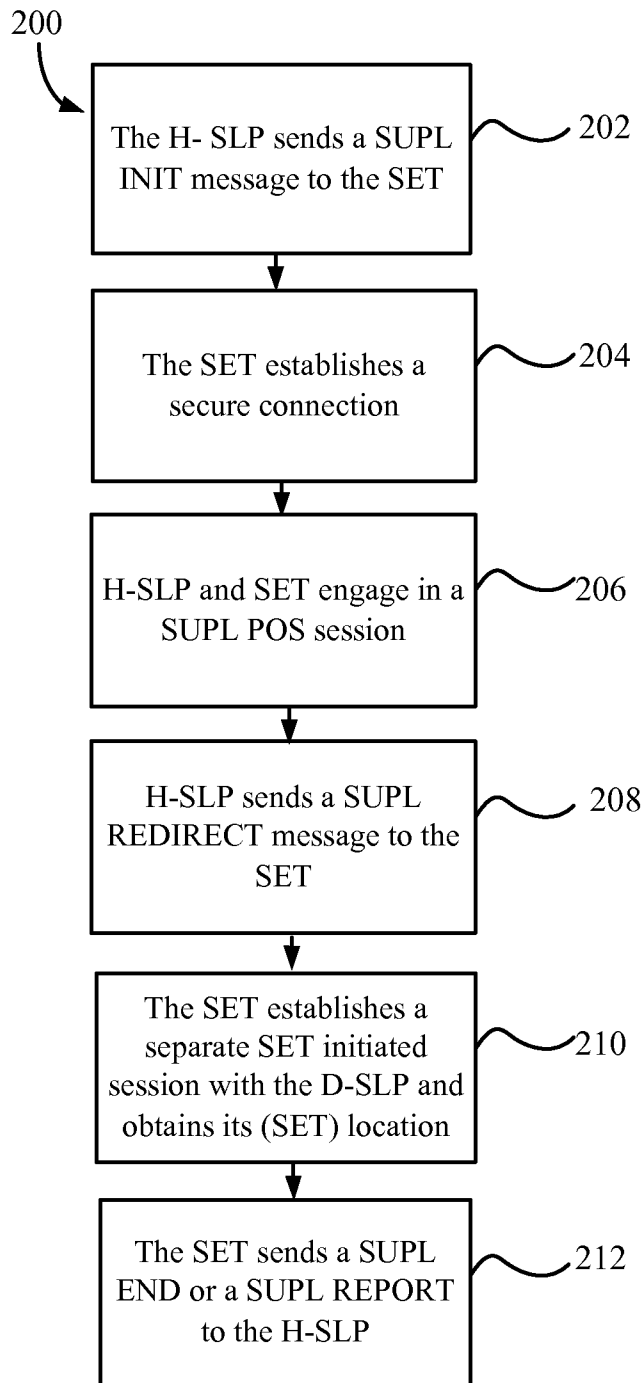 200
The H- SLP sends a SUPL
INIT message to the SET
202
The SET establishes a
secure connection
204
H-SLP and SET engage in a
SUPL POS session
206
H-SLP sends a SUPL
REDIRECT message to the
SET
208
The SET establishes a
separate SET initiated
session with the D-SLP and
obtains its (SET) location
210
The SET sends a SUPL
END or a SUPL REPORT
to the H-SLP
212